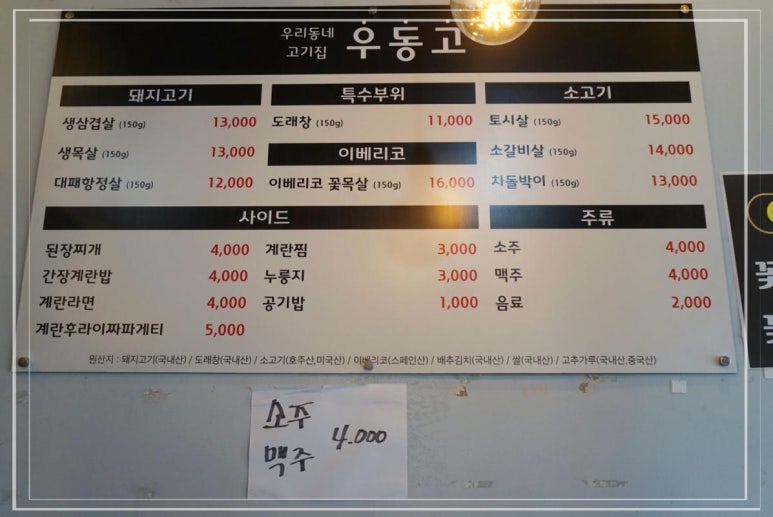 우리동네
고기집 우동고
돼지고기 특수부위 소고기
생삼겹살 (150g) 13,000 도래창 (150g) 11,000 토시살 (150g) 15,000
생목살 (150g) 13,000 이베리코 소갈비살 (150g) 14,000
대패항정살 (150g) 12,000 이베리코 꽃목살 (150g) 16,000 차돌박이 (150g) 13,000
사이드 주류
된장찌개 4,000 계란찜 3,000 소주 4,000
간장계란밥 4,000 누룽지 3,000 맥주 4,000
계란라면 4,000 공기밥 1,000 음료 2,000
계란후라이짜파게티 5,000
원산지 : 돼지고기(국내산) / 도래창(국내산) / 소고기(호주산,미국산) / 이베리코(스페인산) / 배추김치(국내산) / 쌀(국내산) / 고추가루(국내산,중국산)
소주
맥주 4.000